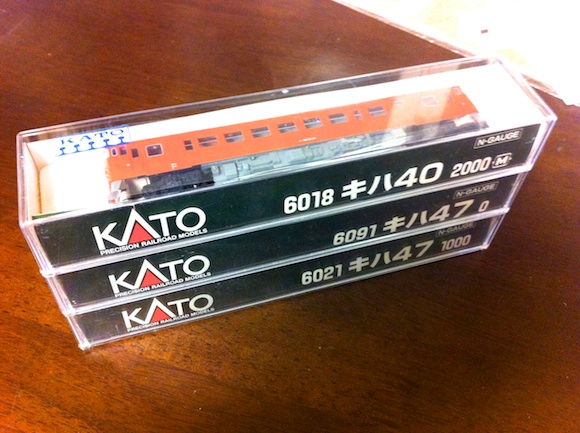 KATO
N-GAUGE
6018 キハ40 2000 M
KATO
PRECISION RAILROAD MODELS
N-GAUGE
6091 キハ47 0
KATO
PRECISION RAILROAD MODELS
N-GAUGE
6021 キハ47 1000
KATO
PRECISION RAILROAD MODELS